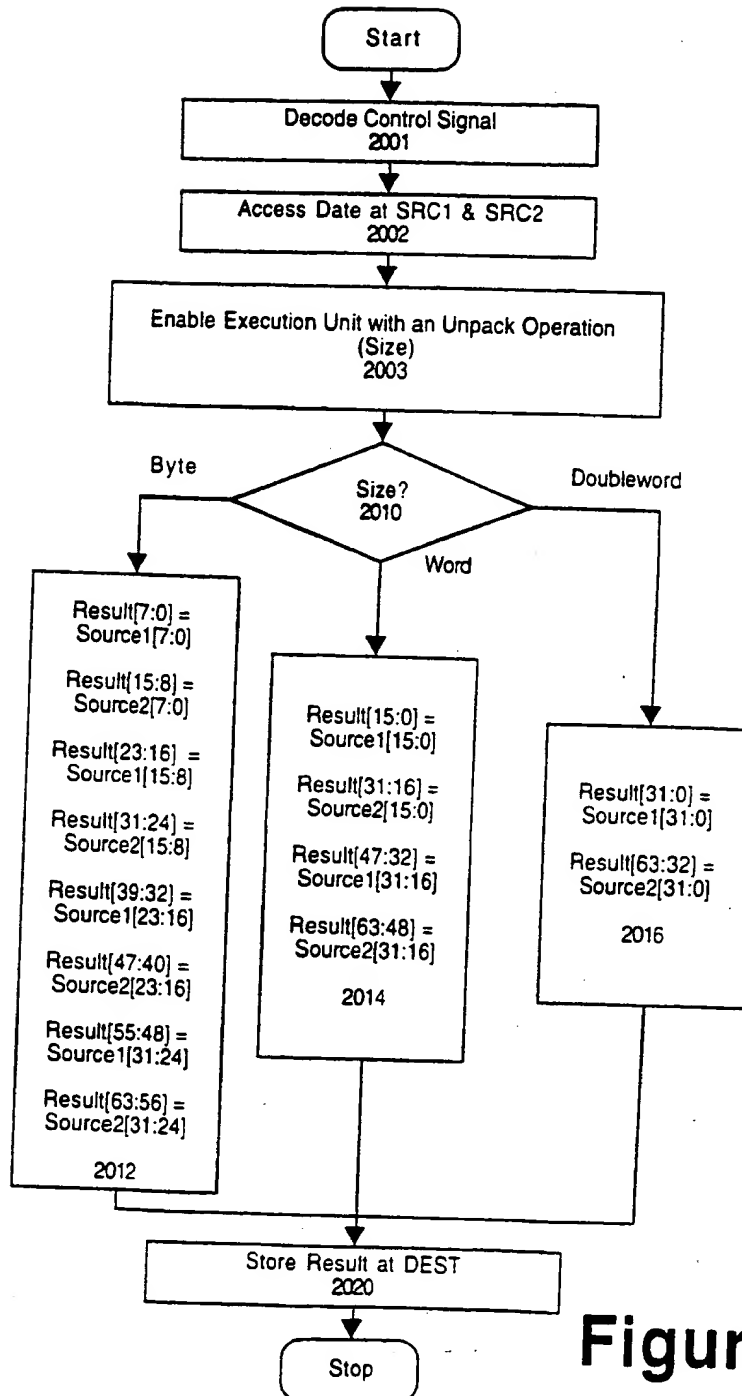 Start
Decode Control Signal
2001
Access Date at SRC1 & SRC2
2002
Enable Execution Unit with an Unpack Operation
(Size)
2003
Byte
Size?
2010
Doubleword
Word
Result[7:0] =
Source1[7:0]
Result[15:8] =
Source2[7:0]
Result[23:16] =
Source1[15:8]
Result[31:24] =
Source2[15:8]
Result[39:32] =
Source1[23:16]
Result[47:40] =
Source2[23:16]
Result[55:48] =
Source1[31:24]
Result[63:56] =
Source2[31:24]
2012
Result[15:0] =
Source1[15:0]
Result[31:16] =
Source2[15:0]
Result[47:32] =
Source1[31:16]
Result[63:48] =
Source2[31:16]
2014
Result[31:0] =
Source1[31:0]
Result[63:32] =
Source2[31:0]
2016
Store Result at DEST
2020
Stop
Figur